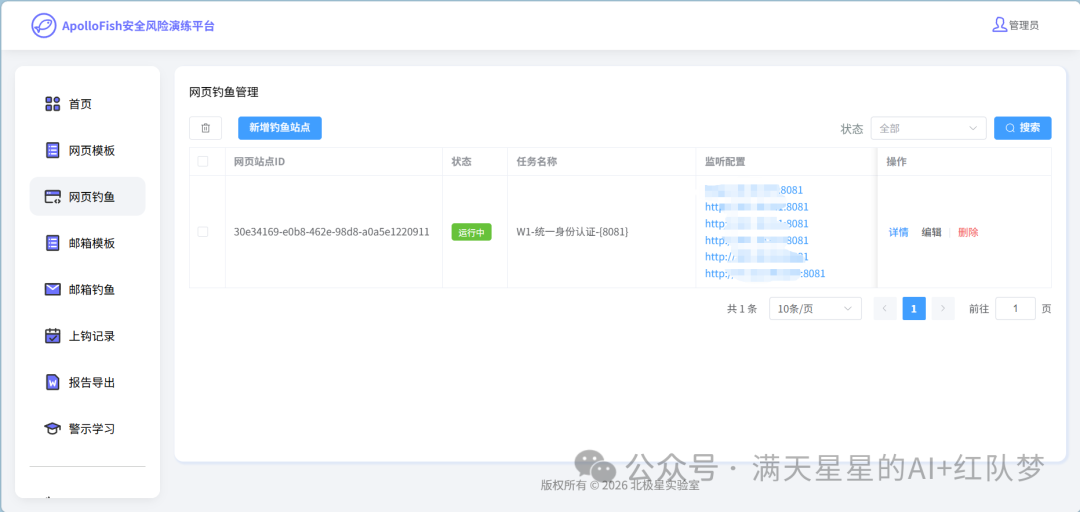 ApolloFish安全风险演练平台
管理员
首页
网页模板
网页钓鱼
邮箱模板
邮箱钓鱼
上钩记录
报告导出
警示学习
网页钓鱼管理
新增钓鱼站点
状态
全部
搜索
网页站点ID 状态 任务名称 监听配置 操作
30e34169-e0b8-462e-98d8-a0a5e1220911 运行中 W1-统一身份认证-{8081}
:8081
http :8081
http: :8081
http: :8081
http:/
http: :8081
详情 编辑 删除
共 1 条 10条/页 1 前往 1 页
公众号 · 满天星星的AI+红队梦
版权所有 © 2026 北极星实验室